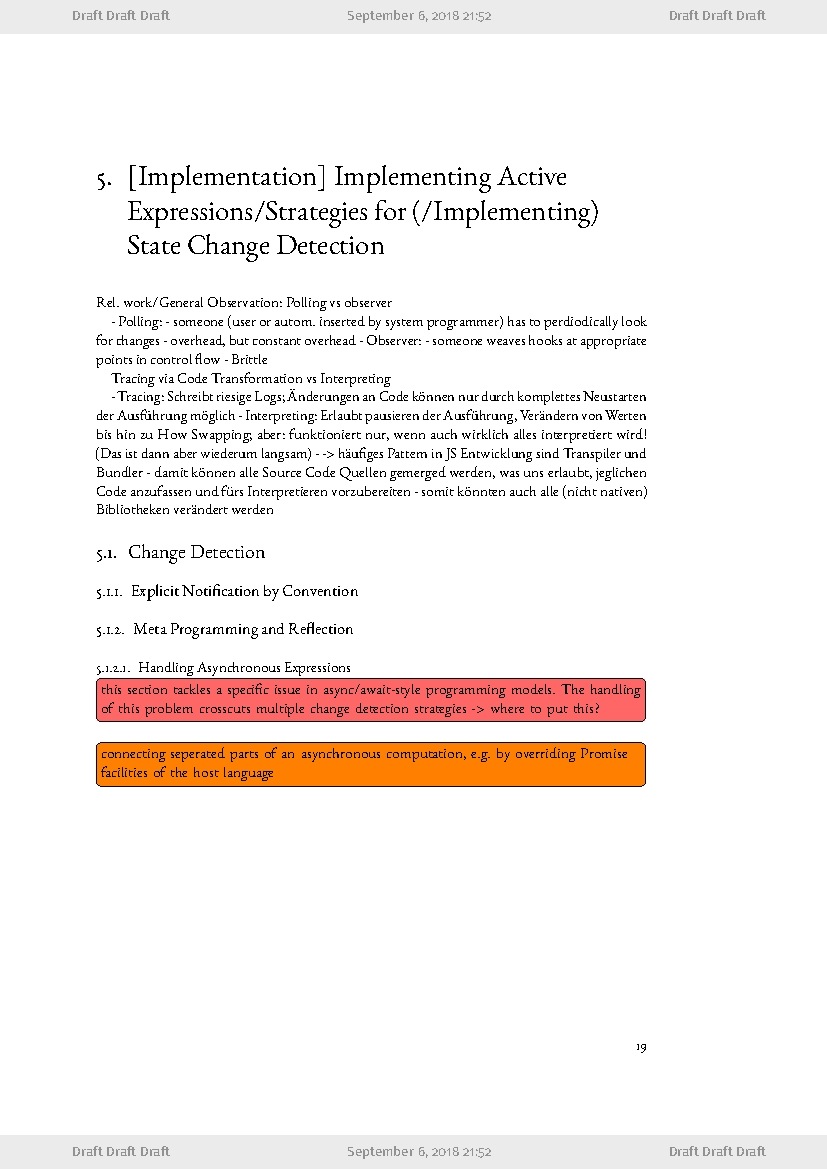 Draft Draft Draft September 6, 2018 21:52 Draft Draft Draft
5. [Implementation] Implementing Active
Expressions/Strategies for (/Implementing)
State Change Detection
Rel. work/General Observation: Polling vs observer
- Polling: - someone (user or autom. inserted by system programmer) has to perdiodically look
for changes - overhead, but constant overhead - Observer: - someone weaves hooks at appropriate
points in control flow - Brittle
Tracing via Code Transformation vs Interpreting
- Tracing: Schreibt riesige Logs; Änderungen an Code können nur durch komplettes Neustarten
der Ausführung möglich - Interpreting: Erlaubt pausieren der Ausführung, Verändern von Werten
bis hin zu How Swapping; aber: funktioniert nur, wenn auch wirklich alles interpretiert wird!
(Das ist dann aber wiederum langsam) - -> häufiges Pattern in JS Entwicklung sind Transpiler und
Bundler - damit können alle Source Code Quellen gemerged werden, was uns erlaubt, jeglichen
Code anzufassen und fürs Interpretieren vorzubereiten - somit könnten auch alle (nicht nativen)
Bibliotheken verändert werden
5.1. Change Detection
5.1.1. Explicit Notification by Convention
5.1.2. Meta Programming and Reflection
5.1.2.1. Handling Asynchronous Expressions
this section tackles a specific issue in async/await-style programming models. The handling
of this problem crosscuts multiple change detection strategies -> where to put this?
connecting seperated parts of an asynchronous computation, e.g. by overriding Promise
facilities of the host language
19
Draft Draft Draft September 6, 2018 21:52 Draft Draft Draft